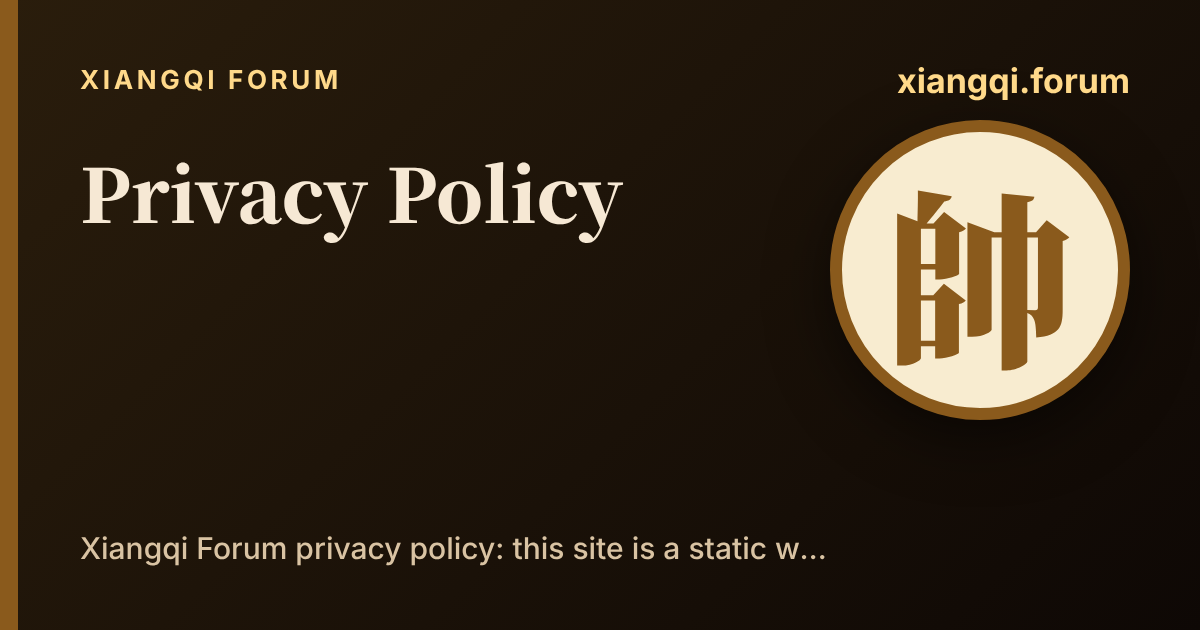 XIANGQI FORUM
xiangqi.forum
Privacy Policy
帥
Xiangqi Forum privacy policy: this site is a static w...